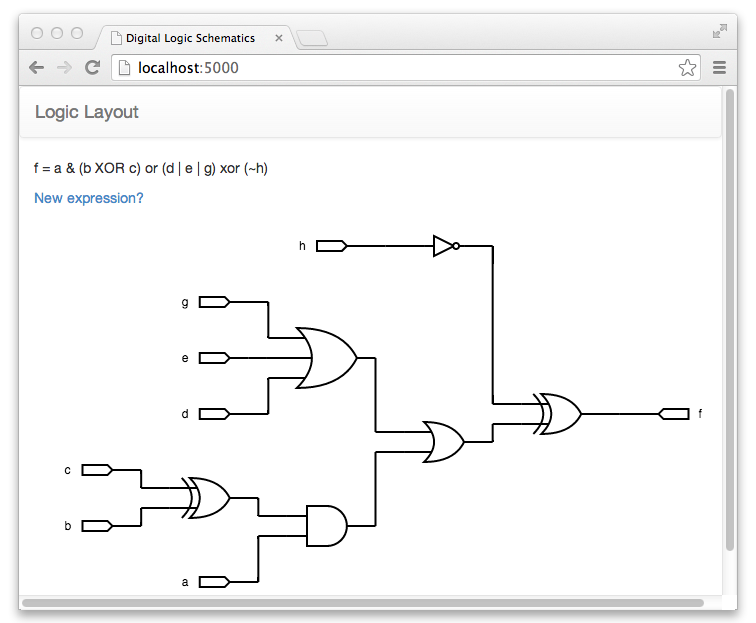 Digital Logic Schematics
localhost:5000
Logic Layout
f = a & (b XOR c) or (d | e | g) xor (~h)
New expression?
h
g
e
d
f
c
b
a